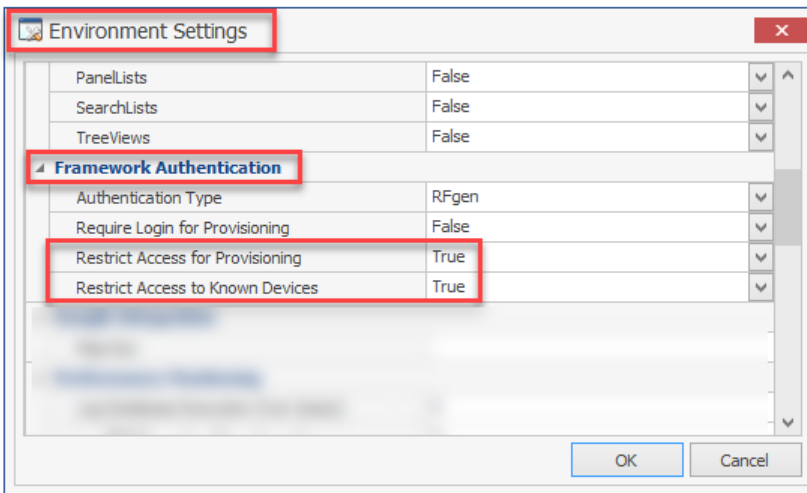 Environment Settings
PanelLists False
SearchLists False
TreeViews False
Framework Authentication
Authentication Type RFgen
Require Login for Provisioning False
Restrict Access for Provisioning True
Restrict Access to Known Devices True
OK Cancel